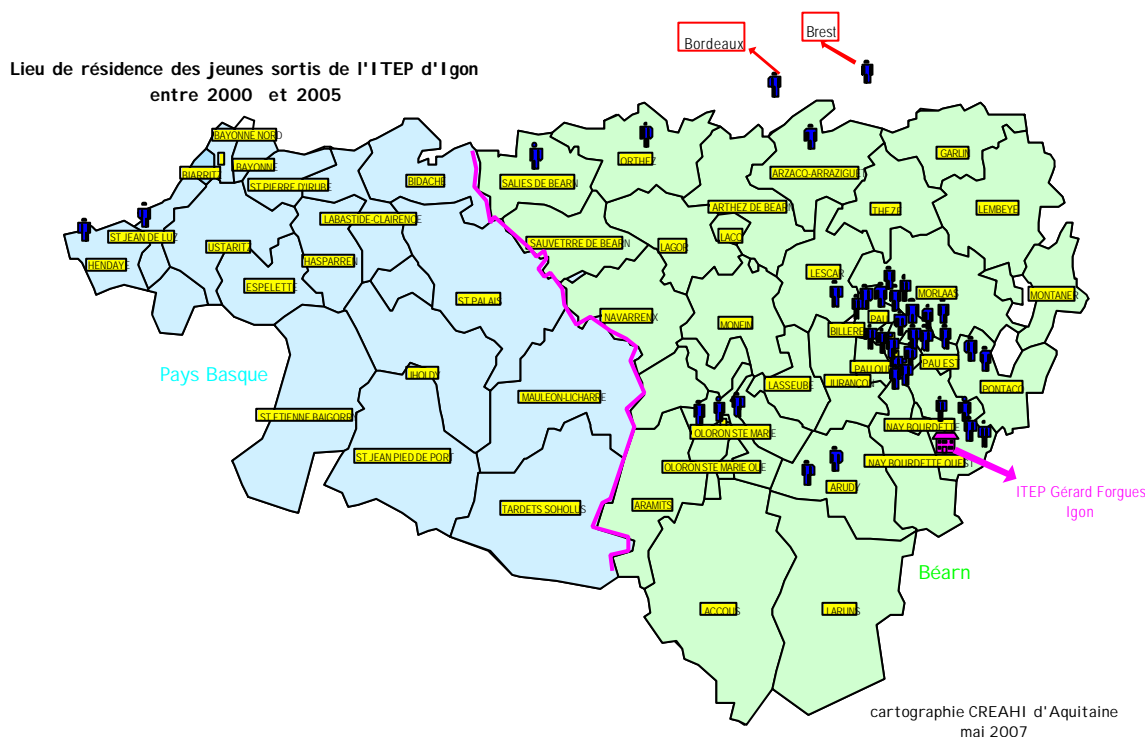 Bordeaux
Brest
Lieu de résidence des jeunes sortis de l'ITEP d'Igon
entre 2000 et 2005
BAYONNE NORD
BIARRITZ
BAYONNE
ST PIERRE D'IRUBE
BIDACHE
SALIES DE BEARN
ORTHEZ
ARZACQ-ARRAZIGUET
GARLIN
LABASTIDE-CLAIRENCE
ARTHEZ DE BEARN
THEZE
LEMBEYE
ST JEAN DE LUZ
USTARITZ
SAUVETRRE DE BEARN
LAGOR
LACQ
HENDAYE
HASPARREN
ESPELETTE
LESCAR
MORLAAS
MONTANER
ST PALAIS
NAVARRENX
MONEIN
PAU
BILLERE
Pays Basque
IHOLDY
MAULEON-LICHARRE
LASSEUBE
JURANCON
PAU EST
PONTACQ
ST ETIENNE BAIGORRY
OLORON STE MARIE
NAY BOURDETTE
ST JEAN PIED DE PORT
OLORON STE MARIE OUE
NAY BOURDETTE OUEST
ARUDY
TARDETS SOHOLUS
ARAMITS
ITEP Gérard Forgues
Igon
Béarn
ACCOUS
LARUNS
cartographie CREAHI d'Aquitaine
mai 2007